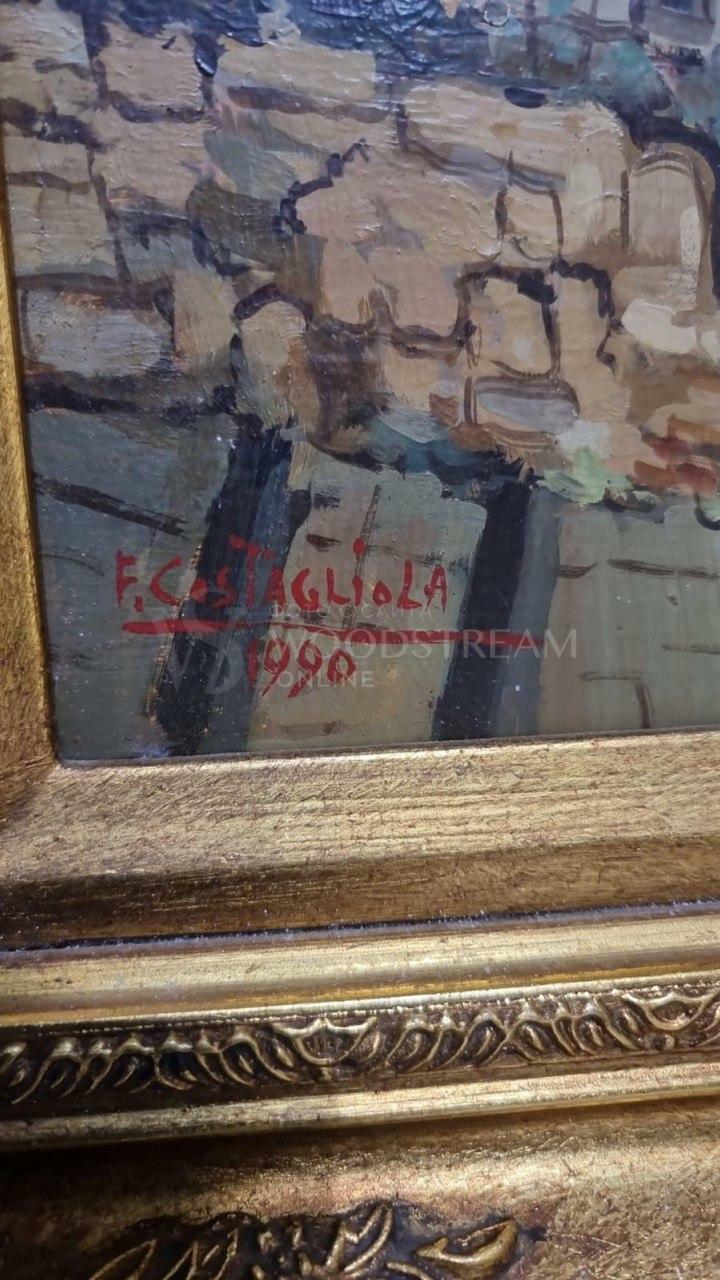 F. COSTAGLIOLA
1990
WOODSTREAM
ONLINE